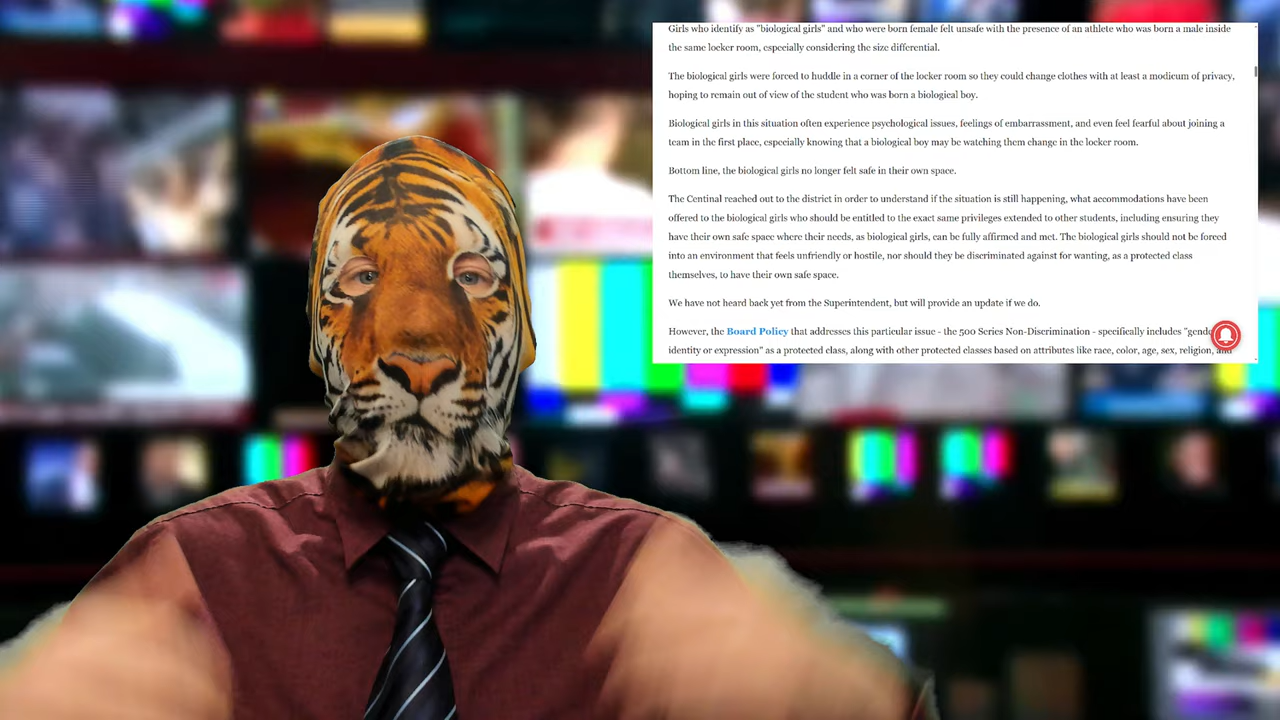 Girls who identify as "biological girls" and who were born female felt unsafe with the presence of an athlete who was born a male inside
the same locker room, especially considering the size differential.
The biological girls were forced to huddle in a corner of the locker room so they could change clothes with at least a modicum of privacy,
hoping to remain out of view of the student who was born a biological boy.
Biological girls in this situation often experience psychological issues, feelings of embarrassment, and even feel fearful about joining a
team in the first place, especially knowing that a biological boy may be watching them change in the locker room.
Bottom line, the biological girls no longer felt safe in their own space.
The Centinal reached out to the district in order to understand if the situation is still happening, what accommodations have been
offered to the biological girls who should be entitled to the exact same privileges extended to other students, including ensuring they
have their own safe space where their needs, as biological girls, can be fully affirmed and met. The biological girls should not be forced
into an environment that feels unfriendly or hostile, nor should they be discriminated against for wanting, as a protected class
themselves, to have their own safe space.
We have not heard back yet from the Superintendent, but will provide an update if we do.
However, the Board Policy that addresses this particular issue - the 500 Series Non-Discrimination - specifically includes
identity or expression" as a protected class, along with other protected classes based on attributes like race, color, age, sex, religion, and